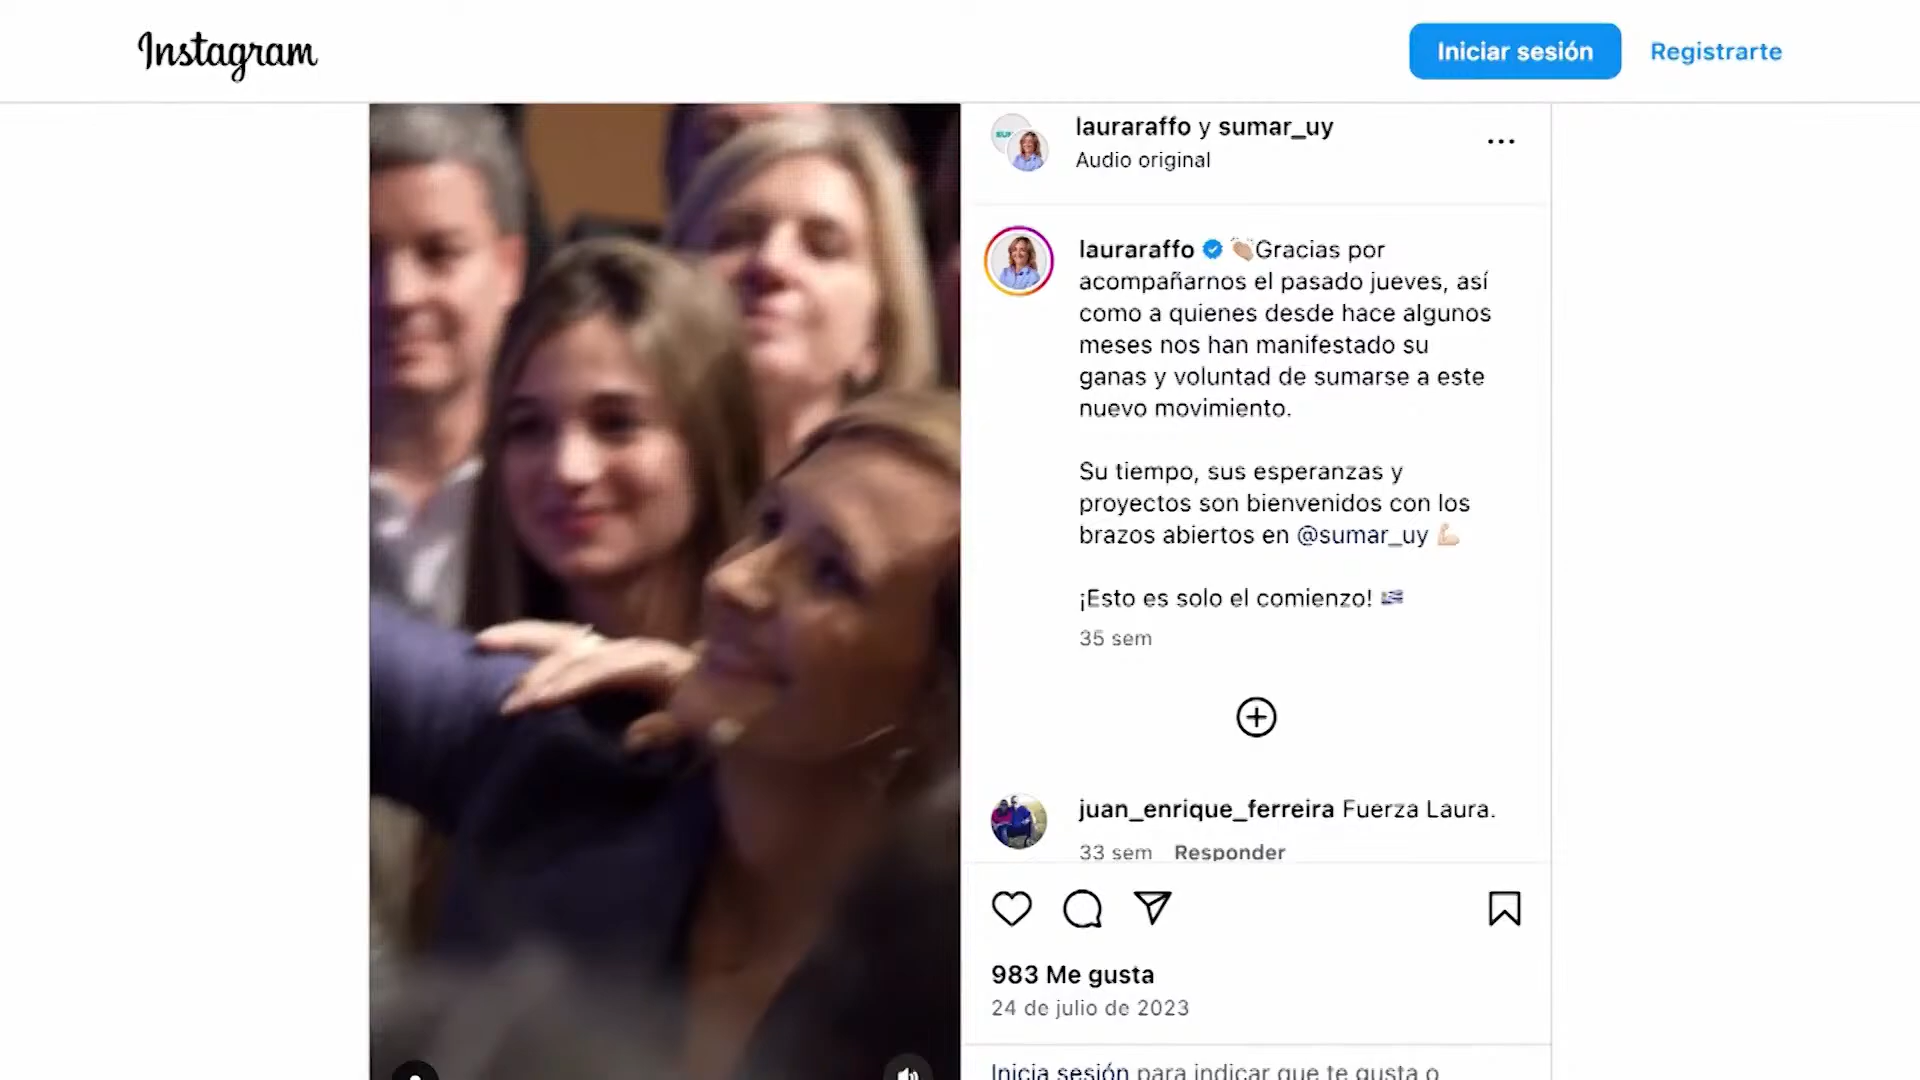 Instagram
Iniciar sesión
Registrarte
lauraraffo y sumar_uy
Audio original
lauraraffo Gracias por
acompañarnos el pasado jueves, así
como a quienes desde hace algunos
meses nos han manifestado su
ganas y voluntad de sumarse a este
nuevo movimiento.
Su tiempo, sus esperanzas y
proyectos son bienvenidos con los
brazos abiertos en @sumar_uy
¡Esto es solo el comienzo!
35 sem
juan_enrique_ferreira Fuerza Laura.
33 sem Responder
983 Me gusta
24 de julio de 2023
Inicia sesión para indicar que te gusta o